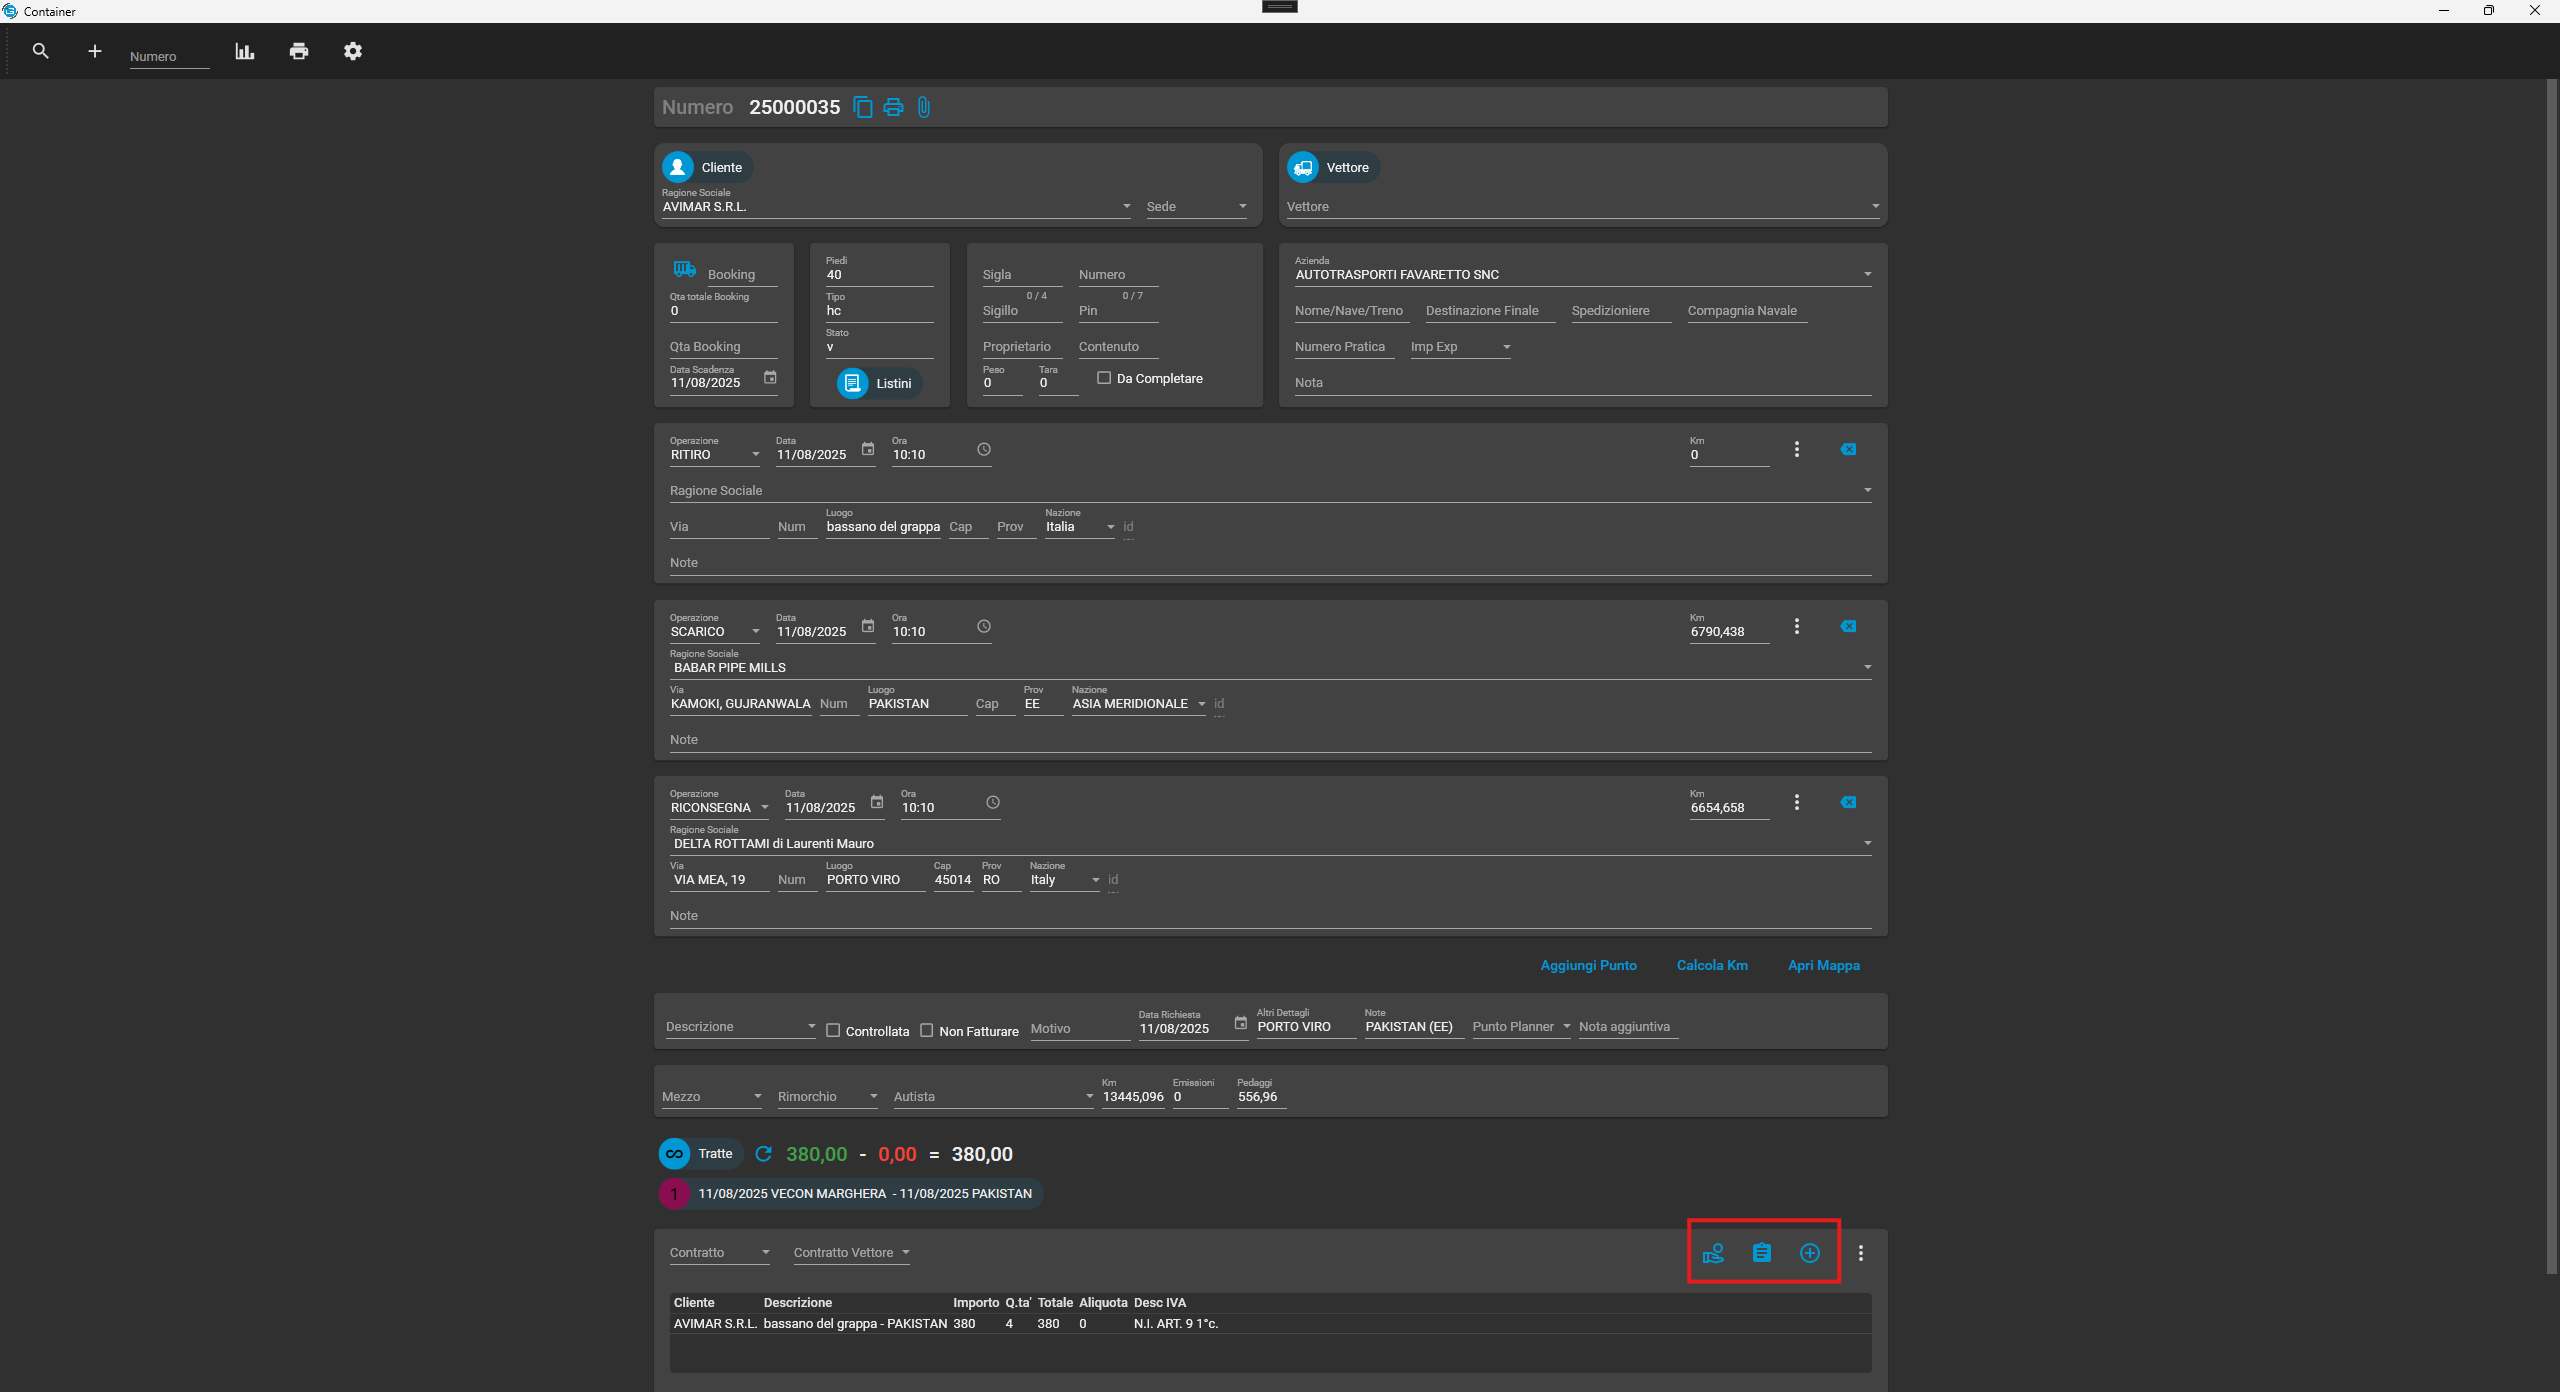 Container
Numero
Numero 25000035
Cliente
Ragione Sociale
AVIMAR S.R.L.
Sede
Vettore
Vettore
Booking
Qta totale Booking
0
Qta Booking
Data Scadenza
11/08/2025
Piedi
40
Tipo
hc
Stato
v
Listini
Sigla
Numero
0 / 4
0 / 7
Sigillo
Pin
Proprietario
Contenuto
Peso
0
Tara
0
Da Completare
Azienda
AUTOTRASPORTI FAVARETTO SNC
Nome/Nave/Treno
Destinazione Finale
Spedizioniere
Compagnia Navale
Numero Pratica
Imp Exp
Nota
Operazione
RITIRO
Data
11/08/2025
Ora
10:10
Km
0
Ragione Sociale
Via
Num
Luogo
bassano del grappa
Cap
Prov
Nazione
Italia
id
Note
Operazione
SCARICO
Data
11/08/2025
Ora
10:10
Km
6790,438
Ragione Sociale
BABAR PIPE MILLS
Via
KAMOKI, GUJRANWALA
Num
Luogo
PAKISTAN
Cap
Prov
EE
Nazione
ASIA MERIDIONALE
id
Note
Operazione
RICONSEGNA
Data
11/08/2025
Ora
10:10
Km
6654,658
Ragione Sociale
DELTA ROTTAMI di Laurenti Mauro
Via
VIA MEA, 19
Num
Luogo
PORTO VIRO
Cap
45014
Prov
RO
Nazione
Italy
id
Note
Aggiungi Punto
Calcola Km
Apri Mappa
Descrizione
Controllata
Non Fatturare
Motivo
Data Richiesta
11/08/2025
Altri Dettagli
PORTO VIRO
Note
PAKISTAN (EE)
Punto Planner
Nota aggiuntiva
Mezzo
Rimorchio
Autista
Km
13445,096
Emissioni
0
Pedaggi
556,96
Tratte
380,00 - 0,00 = 380,00
1 11/08/2025 VECON MARGHERA - 11/08/2025 PAKISTAN
Contratto
Contratto Vettore
Cliente Descrizione Importo Q.ta' Totale Aliquota Desc IVA
AVIMAR S.R.L. bassano del grappa - PAKISTAN 380 4 380 0 N.I. ART. 9 1°c.